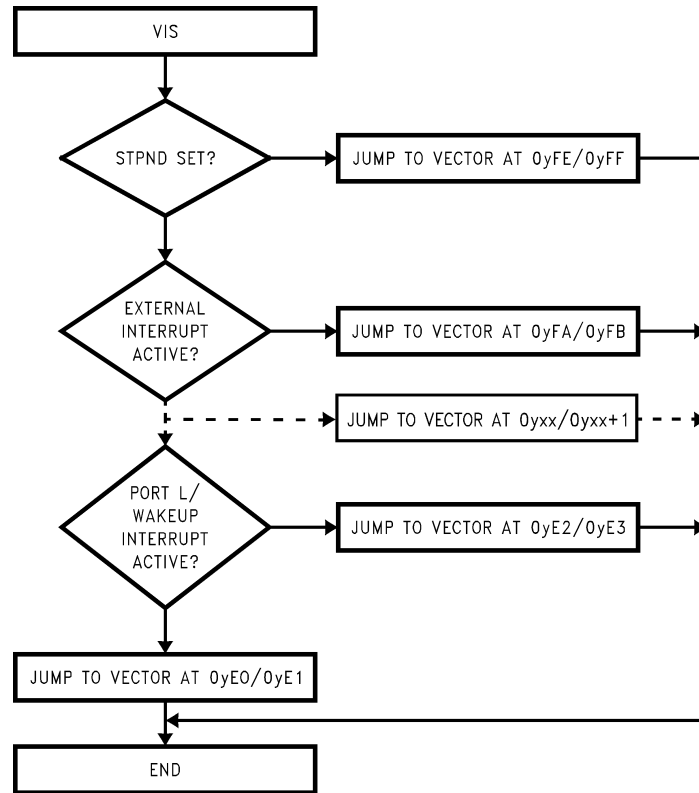 VIS
STPND SET?
JUMP TO VECTOR AT 0yFE/0yFF
EXTERNAL
INTERRUPT
ACTIVE?
JUMP TO VECTOR AT 0yFA/0yFB
JUMP TO VECTOR AT 0yxx/0yxx+1
PORT L/
WAKEUP
INTERRUPT
ACTIVE?
JUMP TO VECTOR AT 0yE2/0yE3
JUMP TO VECTOR AT 0yE0/0yE1
END